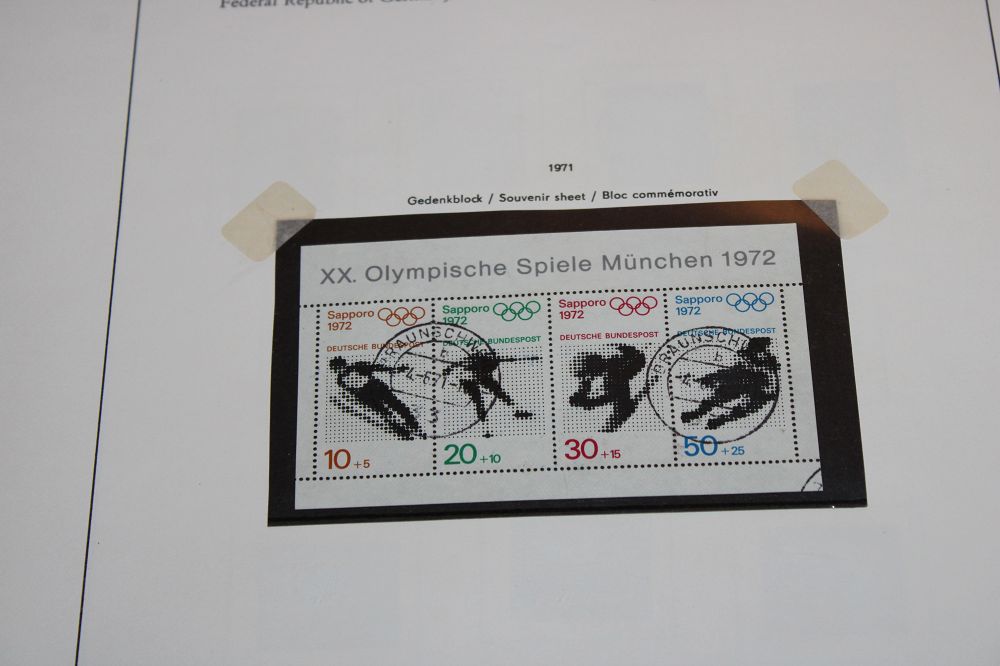 Federal Republic of Germany
1971
Gedenkblock / Souvenir sheet / Bloc commémorativ
XX. Olympische Spiele München 1972
Sapporo
1972
DEUTSCHE BUNDESPOST
10 +5
Sapporo
1972
DEUTSCHE BUNDESPOST
20 +10
Sapporo
1972
DEUTSCHE BUNDESPOST
30 +15
Sapporo
1972
DEUTSCHE BUNDESPOST
50 +25
BRAUNSCHW
b
BRAUNSCHW
b